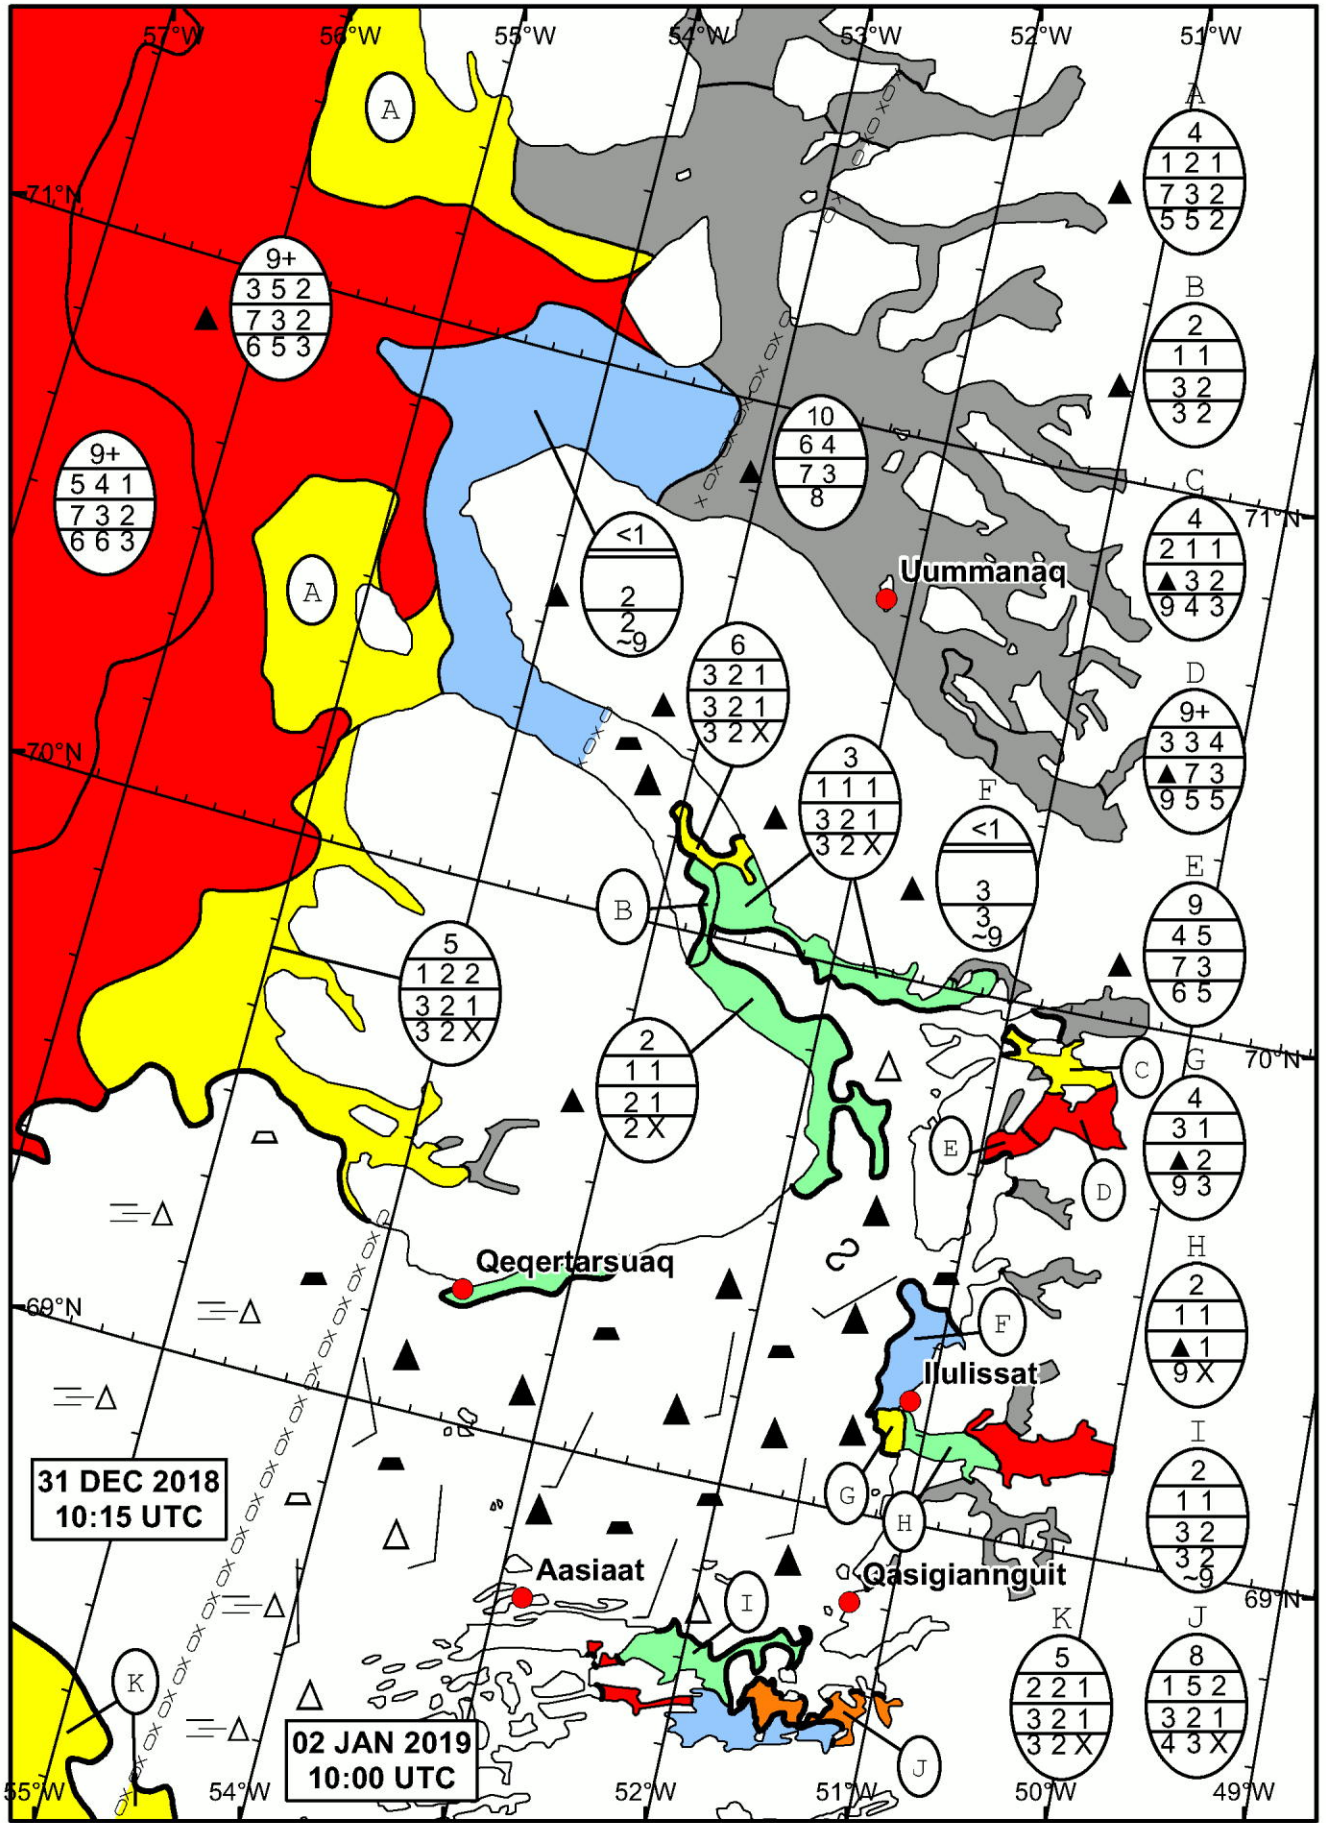 57°W 56°W 55°W 54°W 53°W 52°W 51°W
A
A
4
1 2 1
7 3 2
5 5 2
71°N
9+
3 5 2
7 3 2
6 5 3
B
2
1 1
3 2
3 2
10
6 4
7 3
8
9+
5 4 1
7 3 2
6 6 3
C
4
2 1 1
▲ 3 2
9 4 3
71°N
<1
2
2
~9
A
Uummanaq
6
3 2 1
3 2 1
3 2 X
D
9+
3 3 4
▲ 7 3
9 5 5
70°N
3
1 1 1
3 2 1
3 2 X
F
<1
3
3
~9
E
9
4 5
7 3
6 5
B
5
1 2 2
3 2 1
3 2 X
2
1 1
2 1
2 X
C
70°N
G
4
3 1
▲ 2
9 3
E
D
Qeqertarsuaq
H
2
1 1
▲ 1
9 X
69°N
F
Ilulissat
I
2
1 1
3 2
3 2
~9
31 DEC 2018
10:15 UTC
G
H
Aasiaat
Qasigiannguit
69°N
I
K
5
2 2 1
3 2 1
3 2 X
J
8
1 5 2
3 2 1
4 3 X
K
02 JAN 2019
10:00 UTC
J
55°W 54°W 52°W 51°W 50°W 49°W